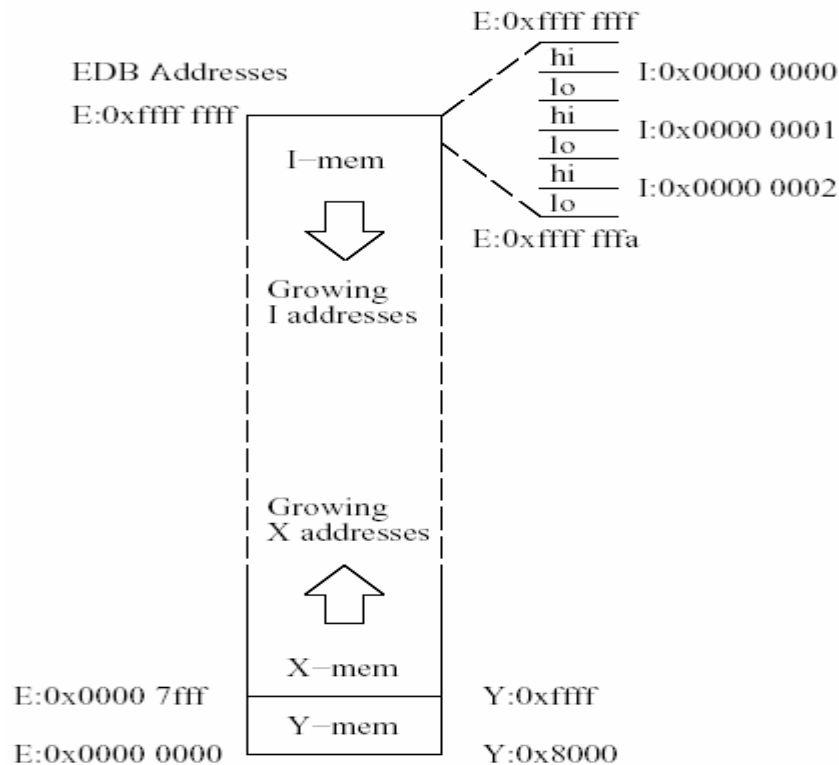 E:0xffff ffff
EDB Addresses
E:0xffff ffff
hi
lo
hi
lo
hi
lo
I:0x0000 0000
I:0x0000 0001
I:0x0000 0002
E:0xffff fffa
I-mem
Growing
I addresses
Growing
X addresses
X-mem
E:0x0000 7fff
Y:0xffff
Y-mem
E:0x0000 0000
Y:0x8000